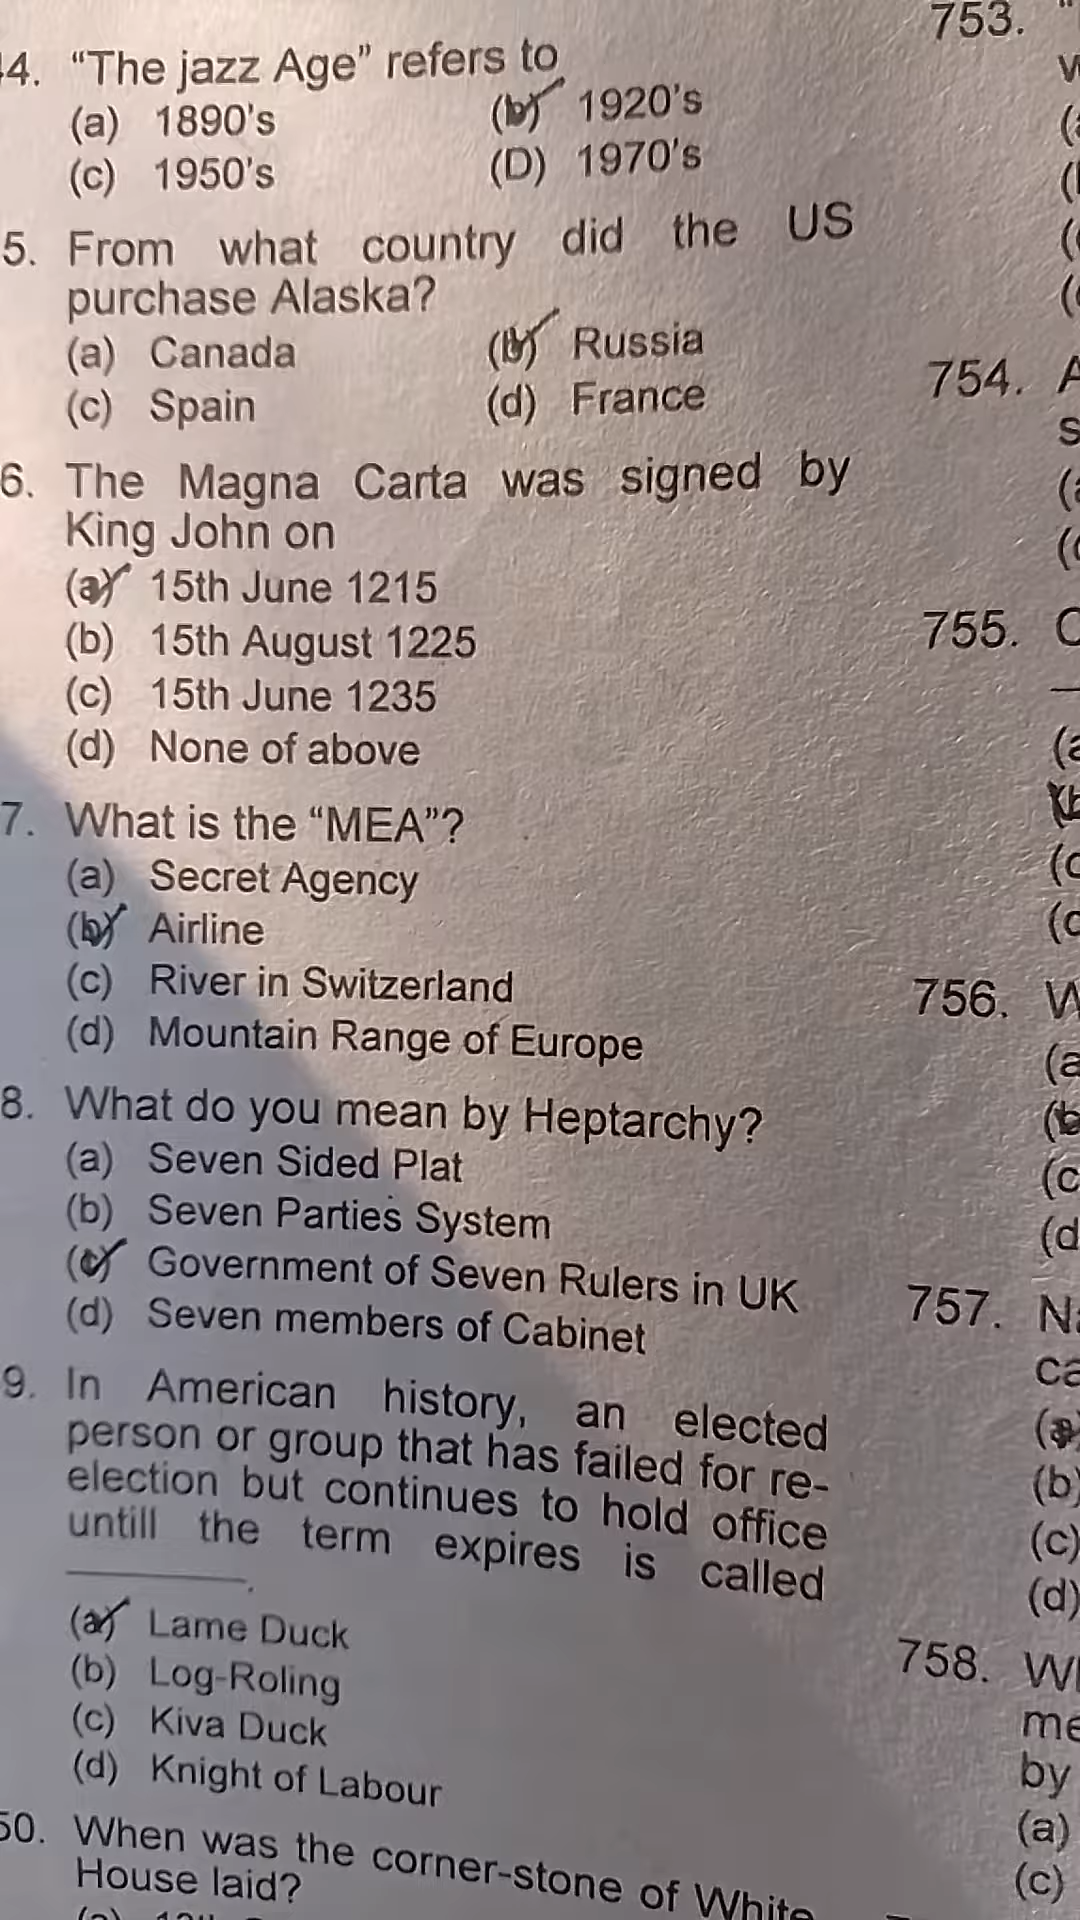 4. “The jazz Age” refers to
(a) 1890's (b) 1920's
(c) 1950's (D) 1970's
5. From what country did the US
purchase Alaska?
(a) Canada (b) Russia
(c) Spain (d) France
6. The Magna Carta was signed by
King John on
(a) 15th June 1215
(b) 15th August 1225
(c) 15th June 1235
(d) None of above
7. What is the “MEA”?
(a) Secret Agency
(b) Airline
(c) River in Switzerland
(d) Mountain Range of Europe
8. What do you mean by Heptarchy?
(a) Seven Sided Plat
(b) Seven Parties System
(c) Government of Seven Rulers in UK
(d) Seven members of Cabinet
9. In American history, an elected
person or group that has failed for re-
election but continues to hold office
untill the term expires is called
.
(a) Lame Duck
(b) Log-Roling
(c) Kiva Duck
(d) Knight of Labour
50. When was the corner-stone of White
House laid?
753.
754.
755.
756.
757.
(b)
(c)
(d)
758.
by
(a)
(c)